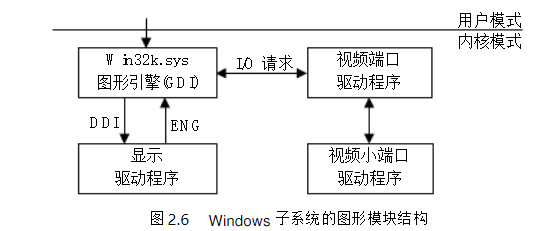 用户模式
内核模式
Win32k.sys
图形引擎(GDI)
I/O 请求
视频端口
驱动程序
DDI
ENG
显示
驱动程序
视频小端口
驱动程序
图 2.6 Windows 子系统的图形模块结构